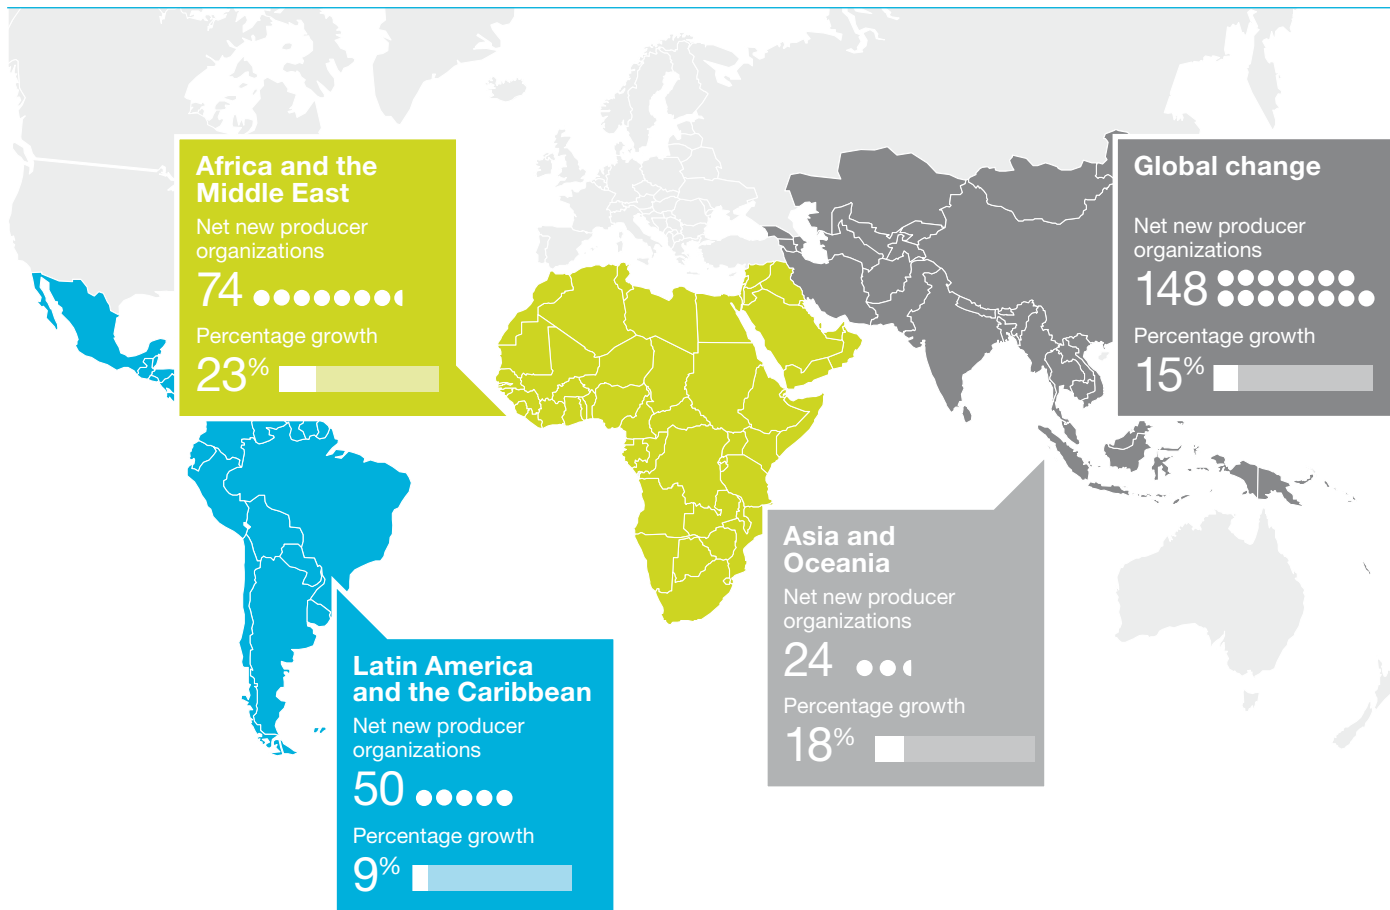 Africa and the
Middle East
Net new producer
organizations
74
Percentage growth
23%
Global change
Net new producer
organizations
148
Percentage growth
15%
Asia and
Oceania
Net new producer
organizations
24
Percentage growth
18%
Latin America
and the Caribbean
Net new producer
organizations
50
Percentage growth
9%